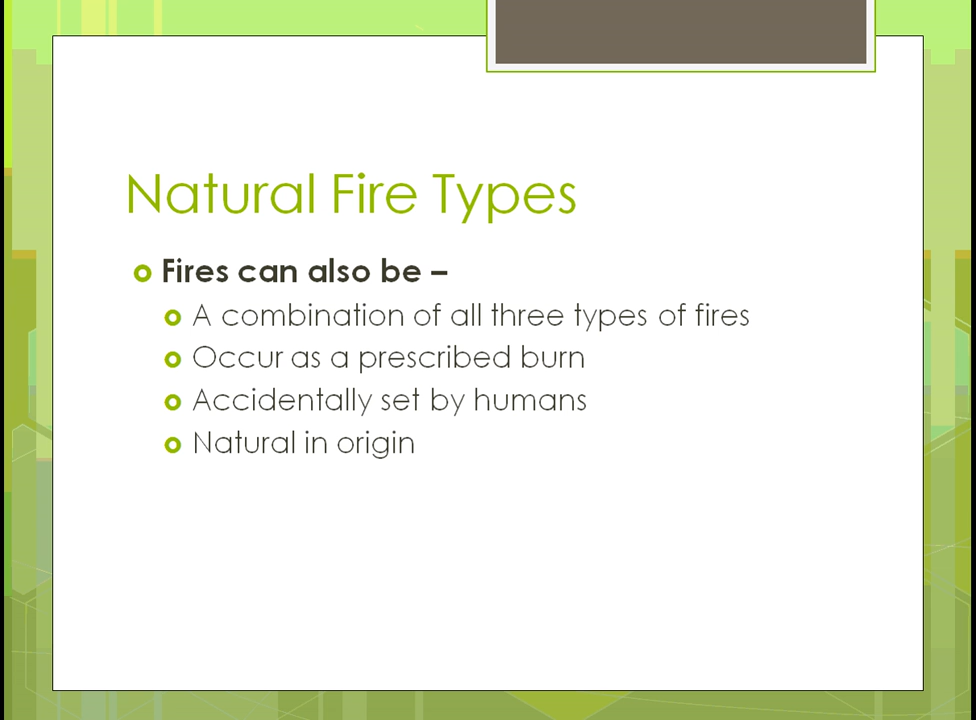 Natural Fire Types
Fires can also be –
A combination of all three types of fires
Occur as a prescribed burn
Accidentally set by humans
Natural in origin